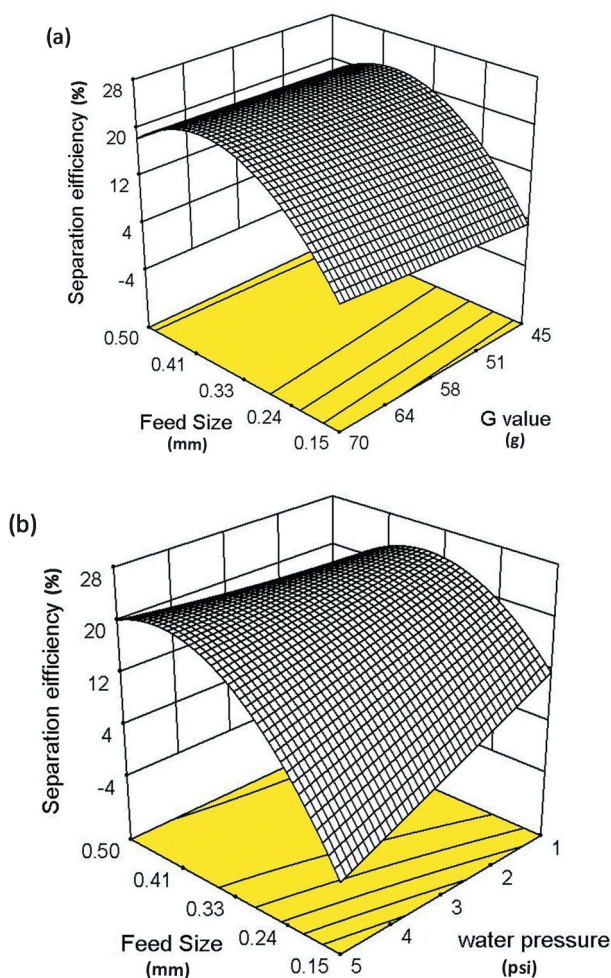 (a)
Separation eifficiency (%)
28
20
12
4
-4
0.50
0.41
0.33
0.24
0.15
Feed Size
(mm)
70
64
58
51
45
G value
(g)
(b)
Separation eifficiency (%)
28
20
12
4
-4
0.50
0.41
0.33
0.24
0.15
Feed Size
(mm)
5
4
3
2
1
water pressure
(psi)